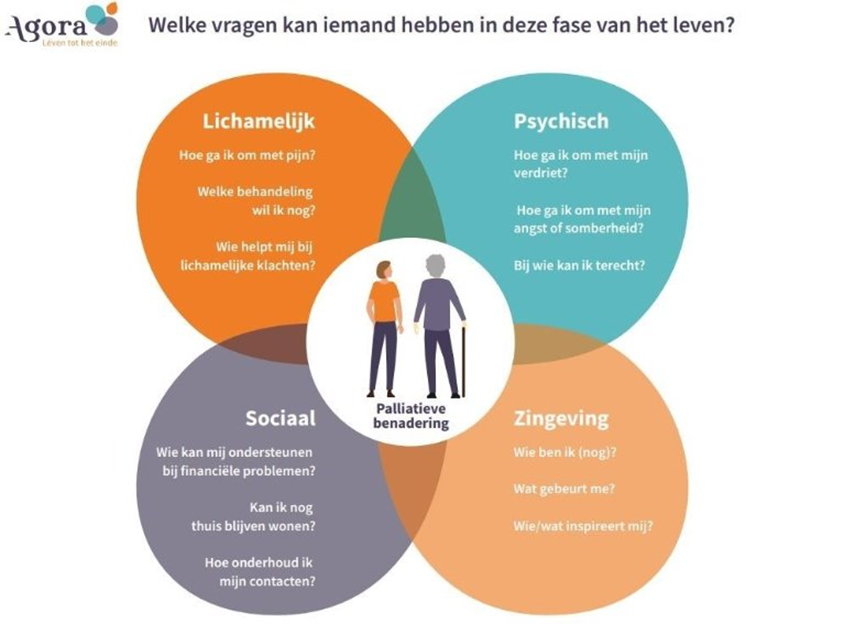 Agora
Leven tot het einde
Welke vragen kan iemand hebben in deze fase van het leven?
Lichamelijk
Hoe ga ik om met pijn?
Welke behandeling
wil ik nog?
Wie helpt mij bij
lichamelijke klachten?
Psychisch
Hoe ga ik om met mijn
verdriet?
Hoe ga ik om met mijn
angst of somberheid?
Bij wie kan ik terecht?
Palliatieve
benadering
Sociaal
Wie kan mij ondersteunen
bij financiële problemen?
Kan ik nog
thuis blijven wonen?
Hoe onderhoud ik
mijn contacten?
Zingeving
Wie ben ik (nog)?
Wat gebeurt me?
Wie/wat inspireert mij?